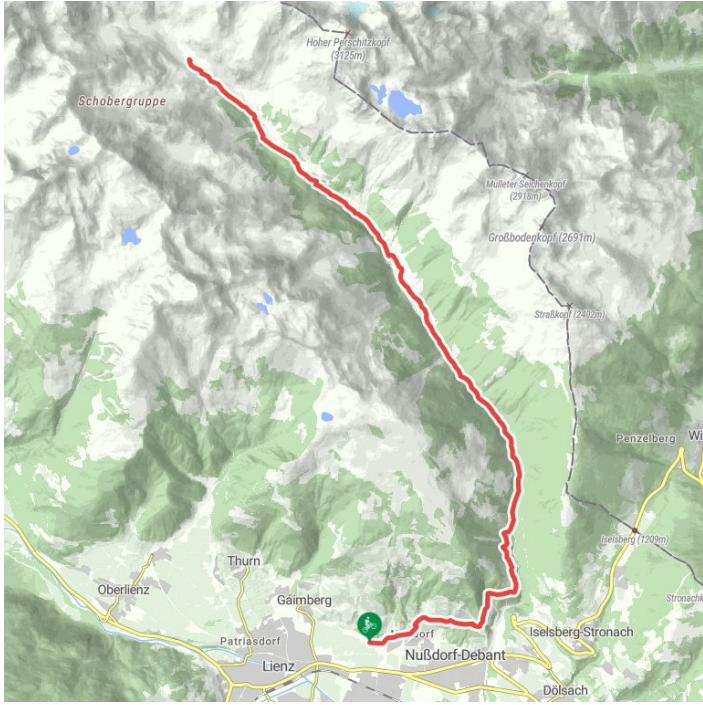 Hoher Perschitzkopf
(3125m)
Schobergruppe
Mulleter Seichenkopf
(2918m)
Großbodenkopf (2691m)
Straßkopf (2402m)
Penzelberg
Iselsberg (1209m)
Thurn
Oberlienz
Gaimberg
Patriasdorf
Iselsberg-Stronach
Nußdorf-Debant
Lienz
Dölsach